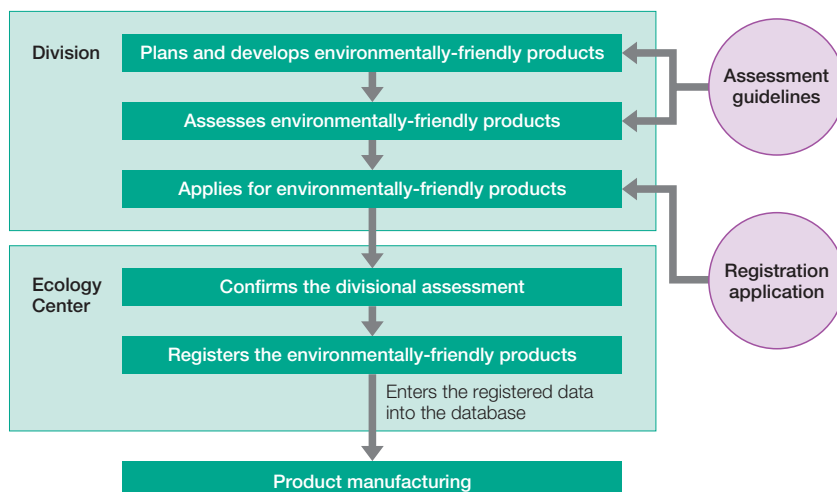 Division
Plans and develops environmentally-friendly products
Assesses environmentally-friendly products
Applies for environmentally-friendly products
Assessment
guidelines
Ecology
Center
Confirms the divisional assessment
Registers the environmentally-friendly products
Enters the registered data
into the database
Registration
application
Product manufacturing